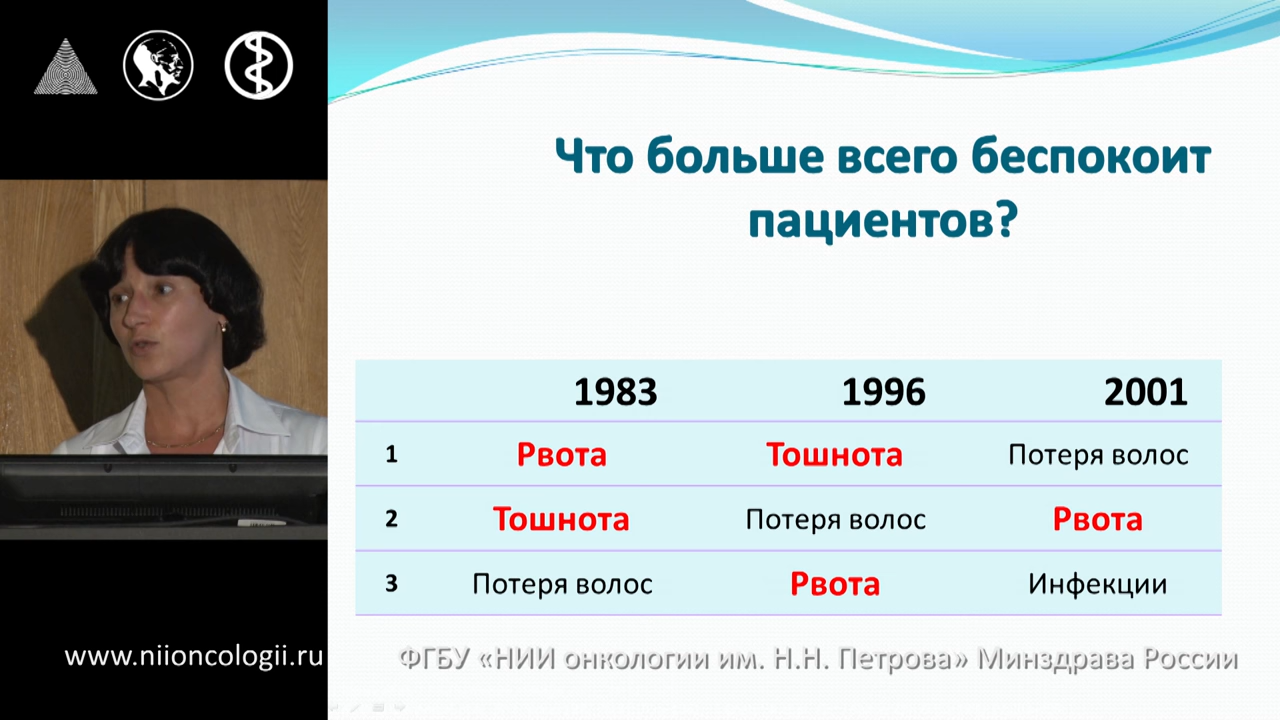 Что больше всего беспокоит
пациентов?
1983 1996 2001
1 Рвота Тошнота Потеря волос
2 Тошнота Потеря волос Рвота
3 Потеря волос Рвота Инфекции
www.niioncologii.ru
ФГБУ «НИИ онкологии им. Н.Н. Петрова» Минздрава России